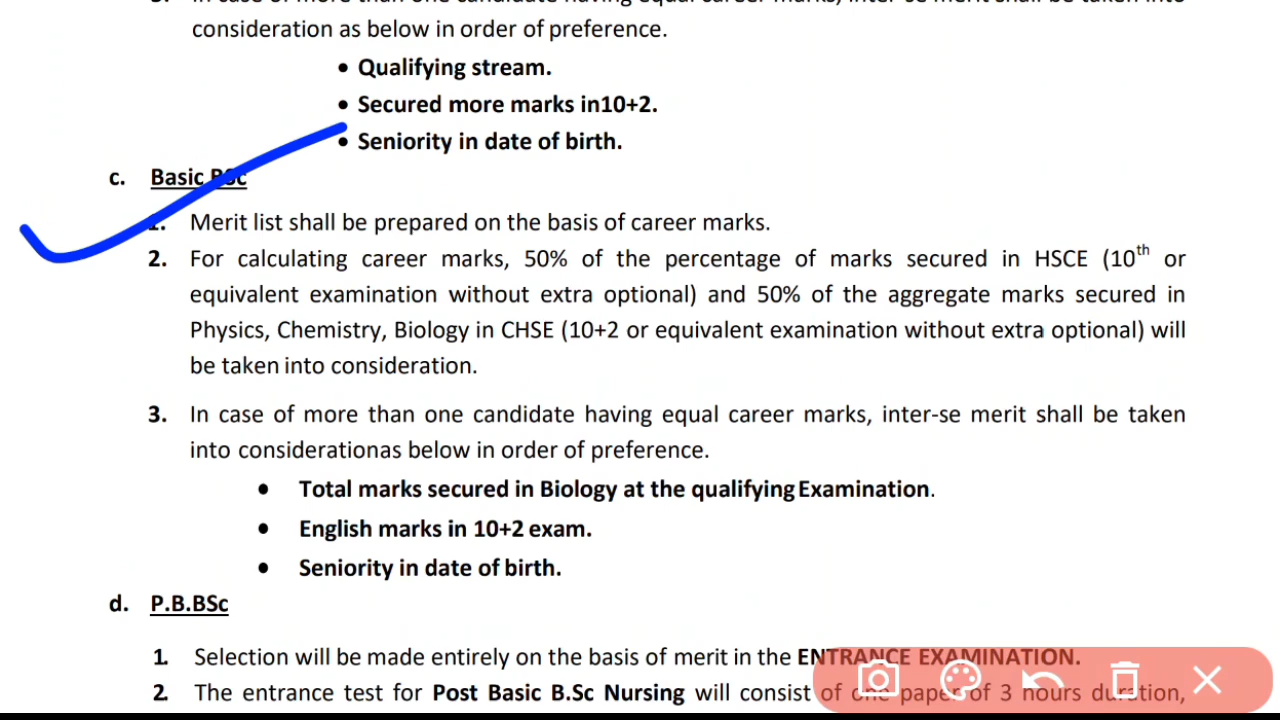 consideration as below in order of preference.
• Qualifying stream.
• Secured more marks in10+2.
• Seniority in date of birth.
c. Basic BSc
1. Merit list shall be prepared on the basis of career marks.
2. For calculating career marks, 50% of the percentage of marks secured in HSCE (10th or
equivalent examination without extra optional) and 50% of the aggregate marks secured in
Physics, Chemistry, Biology in CHSE (10+2 or equivalent examination without extra optional) will
be taken into consideration.
3. In case of more than one candidate having equal career marks, inter-se merit shall be taken
into considerationas below in order of preference.
• Total marks secured in Biology at the qualifying Examination.
• English marks in 10+2 exam.
• Seniority in date of birth.
d. P.B.BSc
1. Selection will be made entirely on the basis of merit in the ENTRANCE EXAMINATION.
2 The entrance test for Post Basic B.Sc Nursing will consist of one paper of 3 hours duration,